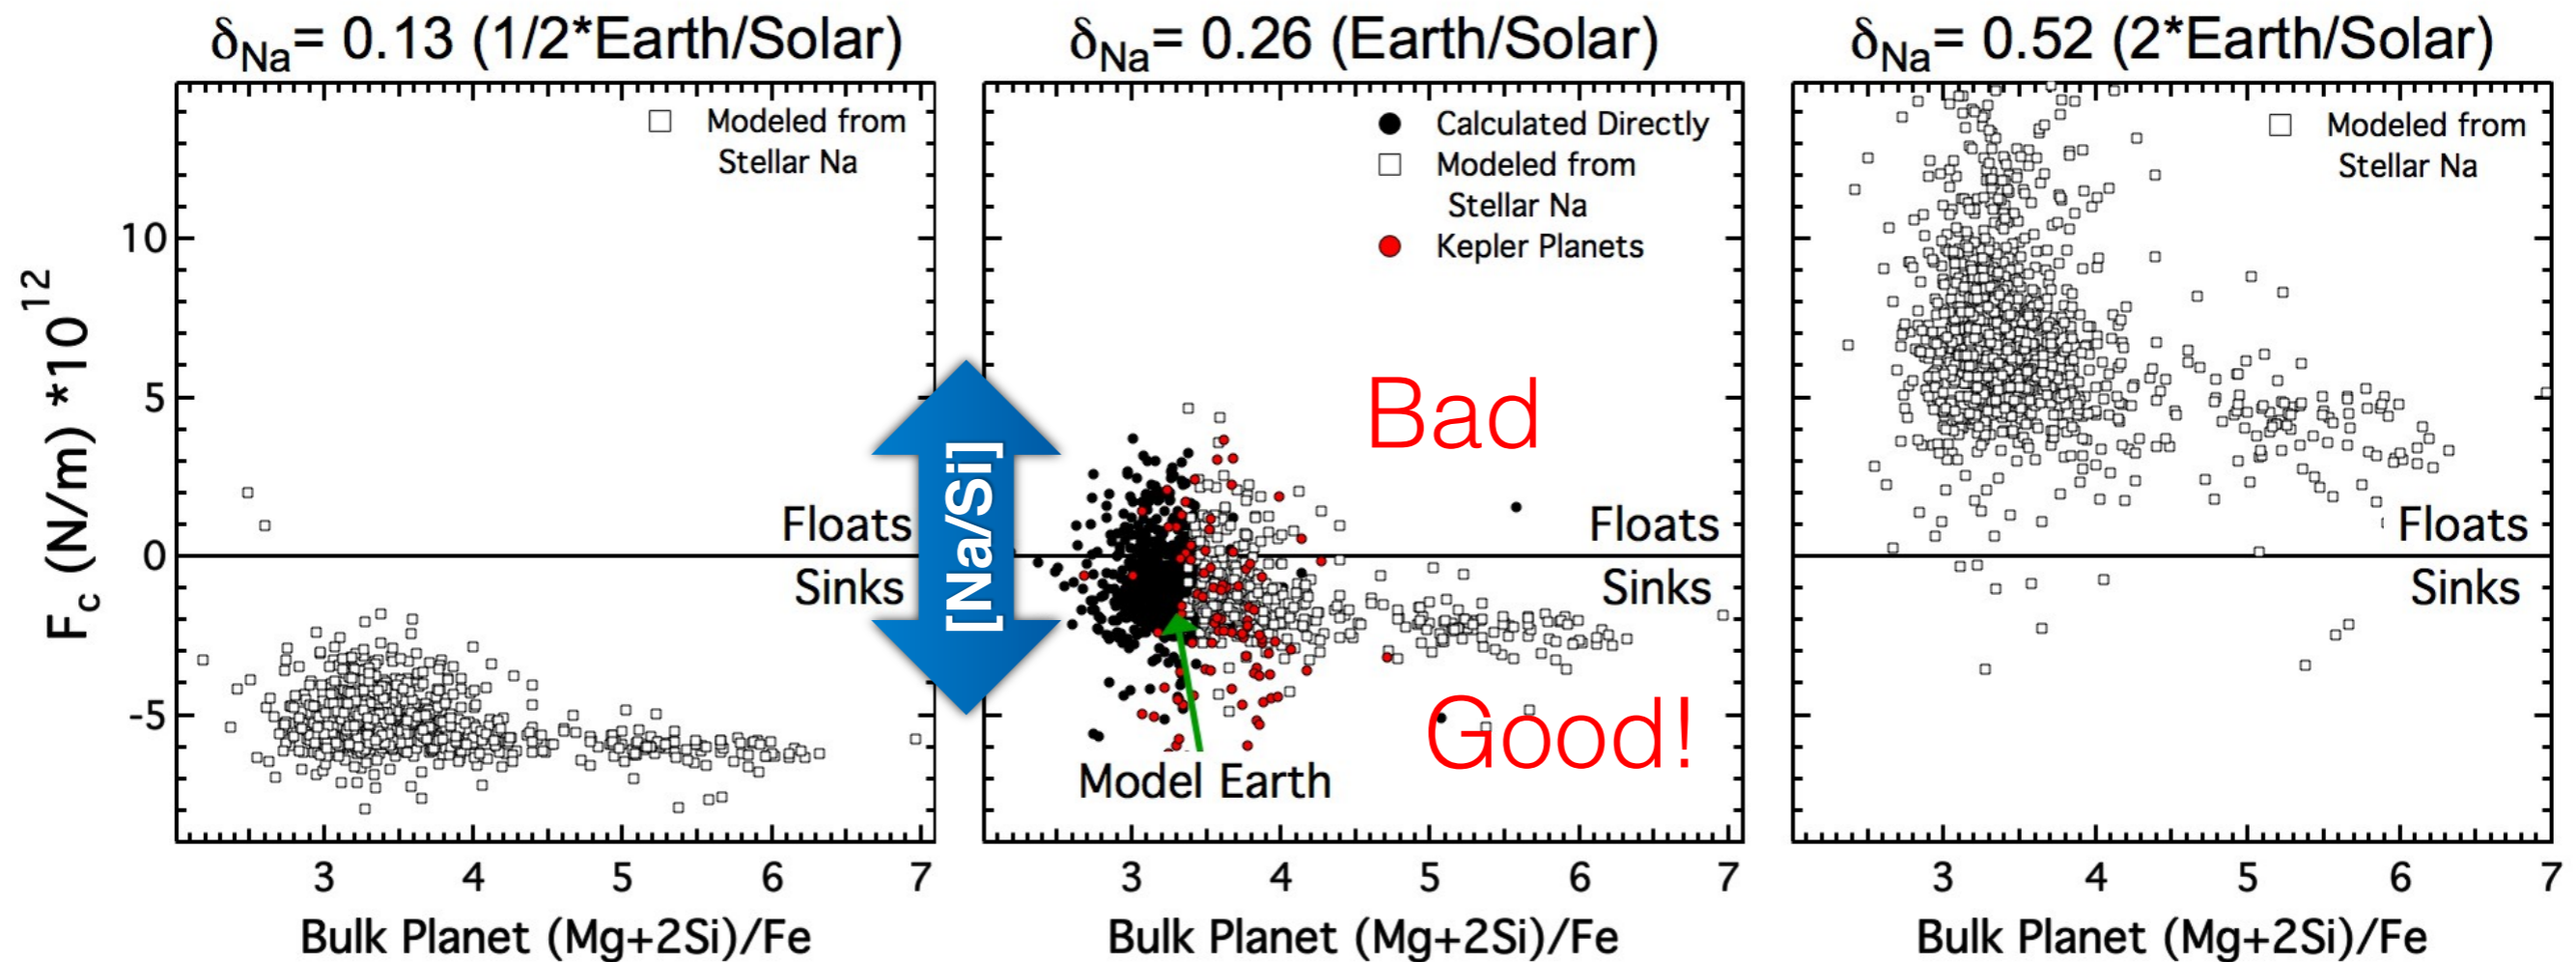 δNa= 0.13 (1/2*Earth/Solar)
δNa= 0.26 (Earth/Solar)
δNa= 0.52 (2*Earth/Solar)
Fc (N/m) *10^12
10
5
0
-5
Modeled from
Stellar Na
Floats
Sinks
3 4 5 6 7
Bulk Planet (Mg+2Si)/Fe
[Na/Si]
Calculated Directly
Modeled from
Stellar Na
Kepler Planets
Bad
Floats
Sinks
Good!
Model Earth
3 4 5 6 7
Bulk Planet (Mg+2Si)/Fe
Modeled from
Stellar Na
Floats
Sinks
3 4 5 6 7
Bulk Planet (Mg+2Si)/Fe